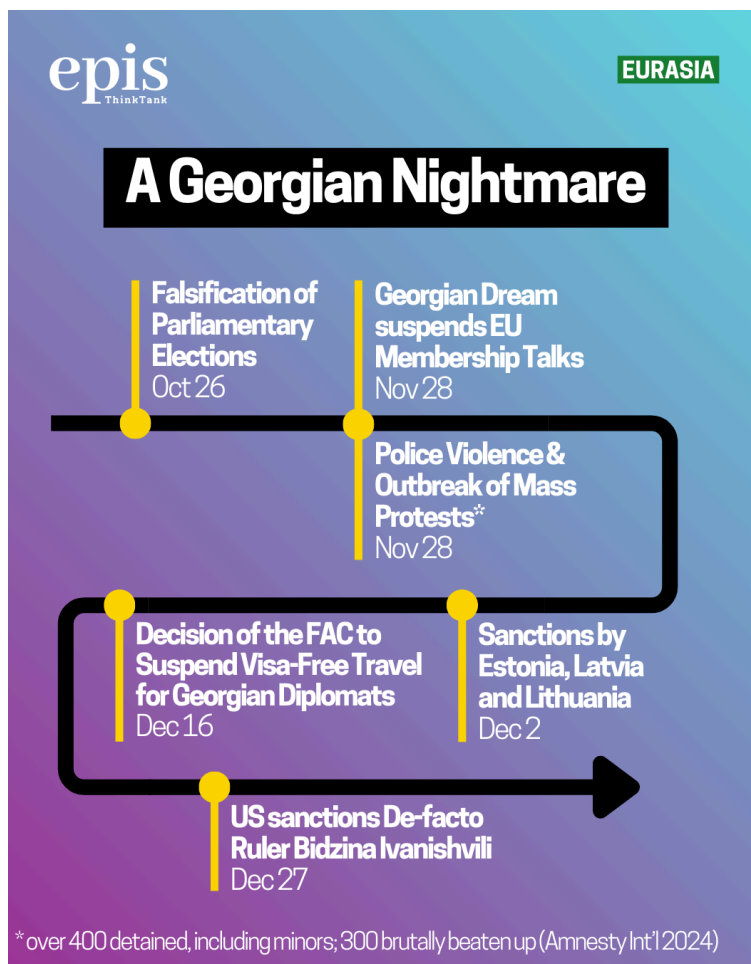 epis
ThinkTank
EURASIA
A Georgian Nightmare
Falsification of
Parliamentary
Elections
Oct 26
Georgian Dream
suspends EU
Membership Talks
Nov 28
Police Violence &
Outbreak of Mass
Protests*
Nov 28
Sanctions by
Estonia, Latvia
and Lithuania
Dec 2
Decision of the FAC to
Suspend Visa-Free Travel
for Georgian Diplomats
Dec 16
US sanctions De-facto
Ruler Bidzina Ivanishvili
Dec 27
* over 400 detained, including minors; 300 brutally beaten up (Amnesty Int'l 2024)